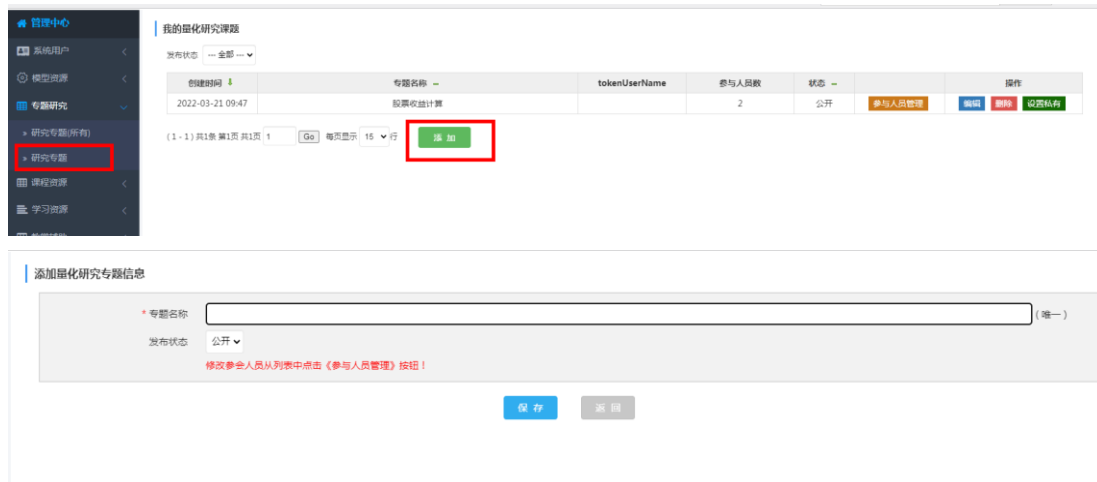 管理中心
系统用户
模型资源
专题研究
» 研究专题(所有)
» 研究专题
课程资源
学习资源
我的量化研究课题
发布状态 --- 全部 ---
创建时间 专题名称 tokenUserName 参与人员数 状态 操作
2022-03-21 09:47 股票收益计算 2 公开 参与人员管理 编辑 删除 设置私有
( 1 - 1 ) 共1条 第1页 共1页 1 Go 每页显示 15 行 添 加
添加量化研究专题信息
* 专题名称 ( 唯一 )
发布状态 公开
修改参会人员从列表中点击《参与人员管理》按钮！
保 存 返 回